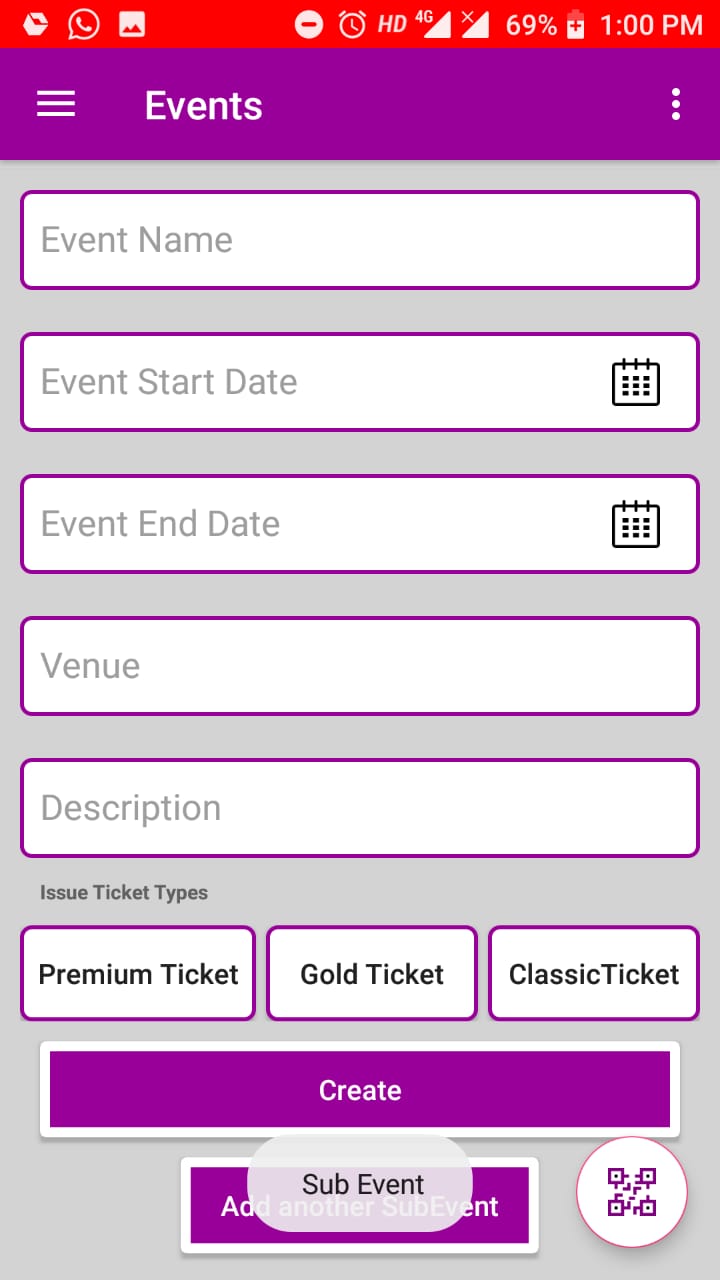 HD 4G 69% 1:00 PM
Events
Event Name
Event Start Date
Event End Date
Venue
Description
Issue Ticket Types
Premium Ticket Gold Ticket ClassicTicket
Create
Sub Event
Add another SubEvent